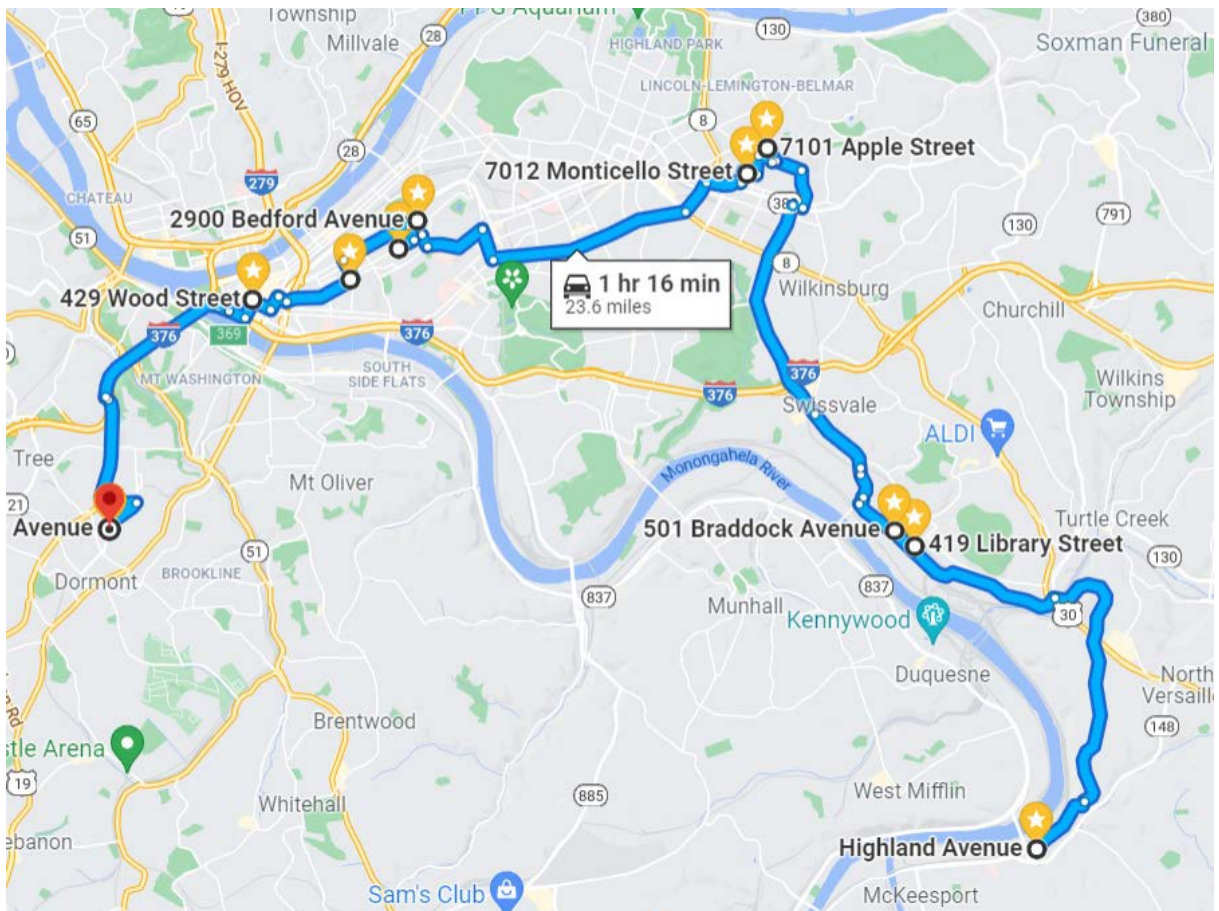 Township
PPG Aquarium
130
380
28
Millvale
HIGHLAND PARK
Soxman Funeral
I-279 HOV
65
LINCOLN-LEMINGTON-BELMAR
8
28
7101 Apple Street
7012 Monticello Street
279
CHATEAU
380
791
2900 Bedford Avenue
130
51
8
1 hr 16 min
23.6 miles
Wilkinsburg
429 Wood Street
Churchill
376
369
376
SOUTH
SIDE FLATS
MT WASHINGTON
376
376
Wilkins
Township
Swissvale
ALDI
Tree
Monongahela River
Mt Oliver
21
Turtle Creek
Avenue
501 Braddock Avenue
419 Library Street
130
51
Dormont
BROOKLINE
837
Munhall
837
30
Kennywood
Duquesne
North
Versaill
Rd
Brentwood
148
stle Arena
19
West Mifflin
885
Whitehall
ebanon
Highland Avenue
Sam's Club
McKeesport